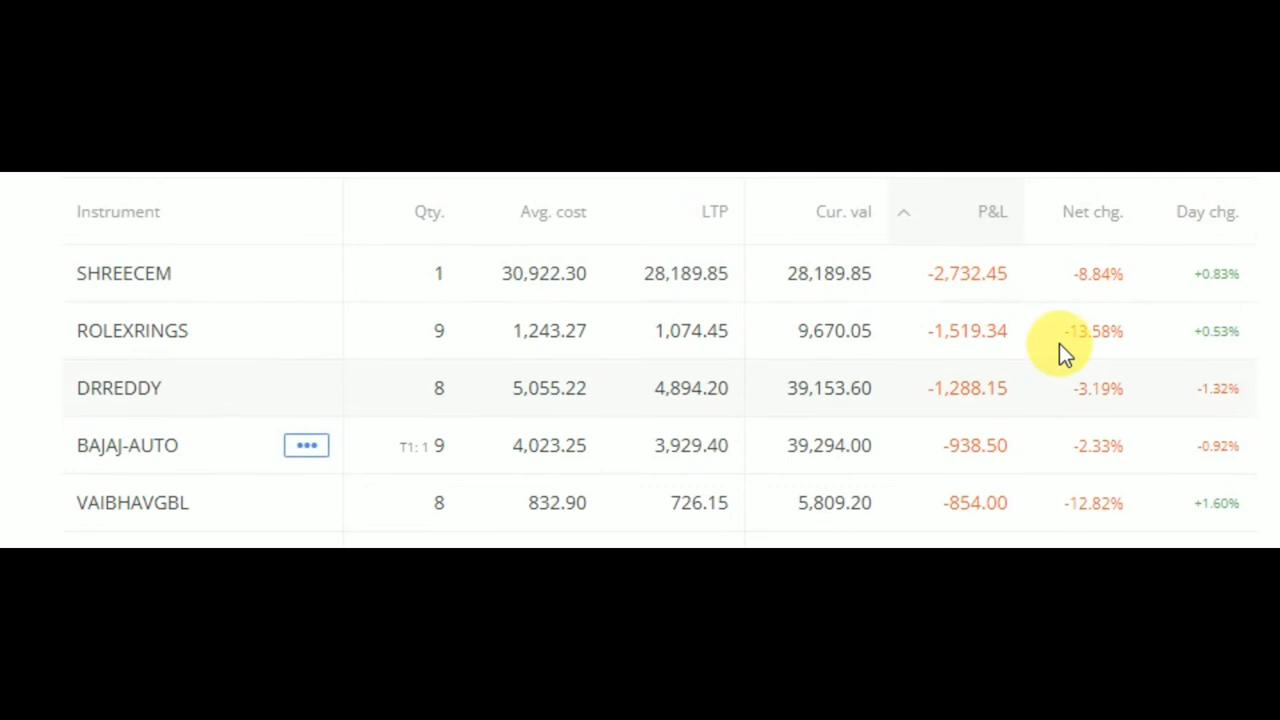 Instrument Qty. Avg. cost LTP Cur. val P&L Net chg. Day chg.
SHREECEM 1 30,922.30 28,189.85 28,189.85 -2,732.45 -8.84% +0.83%
ROLEXRINGS 9 1,243.27 1,074.45 9,670.05 -1,519.34 -13.58% +0.53%
DRREDDY 8 5,055.22 4,894.20 39,153.60 -1,288.15 -3.19% -1.32%
BAJAJ-AUTO T1: 1 9 4,023.25 3,929.40 39,294.00 -938.50 -2.33% -0.92%
VAIBHAVGBL 8 832.90 726.15 5,809.20 -854.00 -12.82% +1.60%